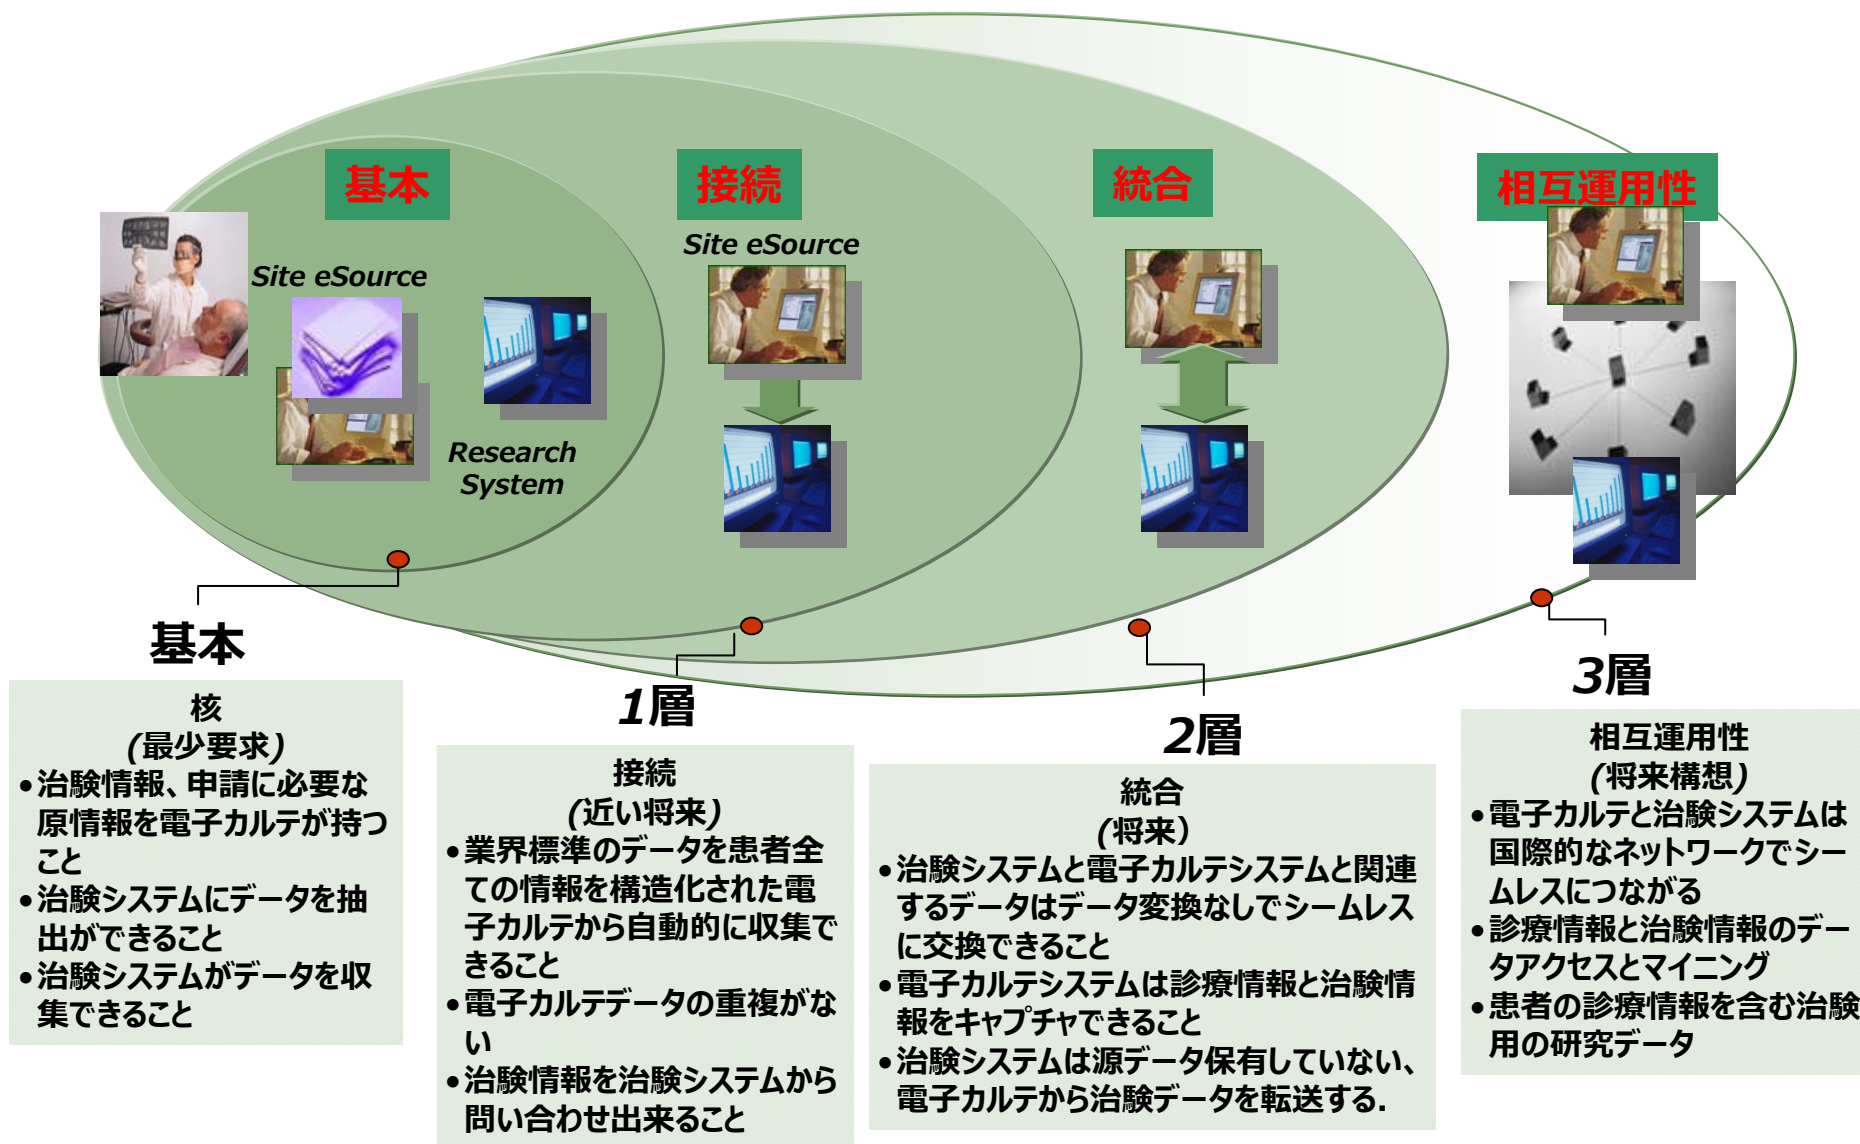 基本
接続
統合
相互運用性
Site eSource
Site eSource
Research
System
基本
核
(最少要求)
•治験情報、申請に必要な
原情報を電子カルテが持つ
こと
•治験システムにデータを抽
出ができること
•治験システムがデータを収
集できること
1層
接続
(近い将来)
•業界標準のデータを患者全
ての情報を構造化された電
子カルテから自動的に収集で
きること
•電子カルテデータの重複がな
い
•治験情報を治験システムから
問い合わせ出来ること
2層
統合
(将来）
•治験システムと電子カルテシステムと関連
するデータはデータ変換なしでシームレス
に交換できること
•電子カルテシステムは診療情報と治験情
報をキャプチャできること
•治験システムは源データ保有していない、
電子カルテから治験データを転送する.
3層
相互運用性
(将来構想)
•電子カルテと治験システムは
国際的なネットワークでシー
ムレスにつながる
•診療情報と治験情報のデー
タアクセスとマイニング
•患者の診療情報を含む治験
用の研究データ